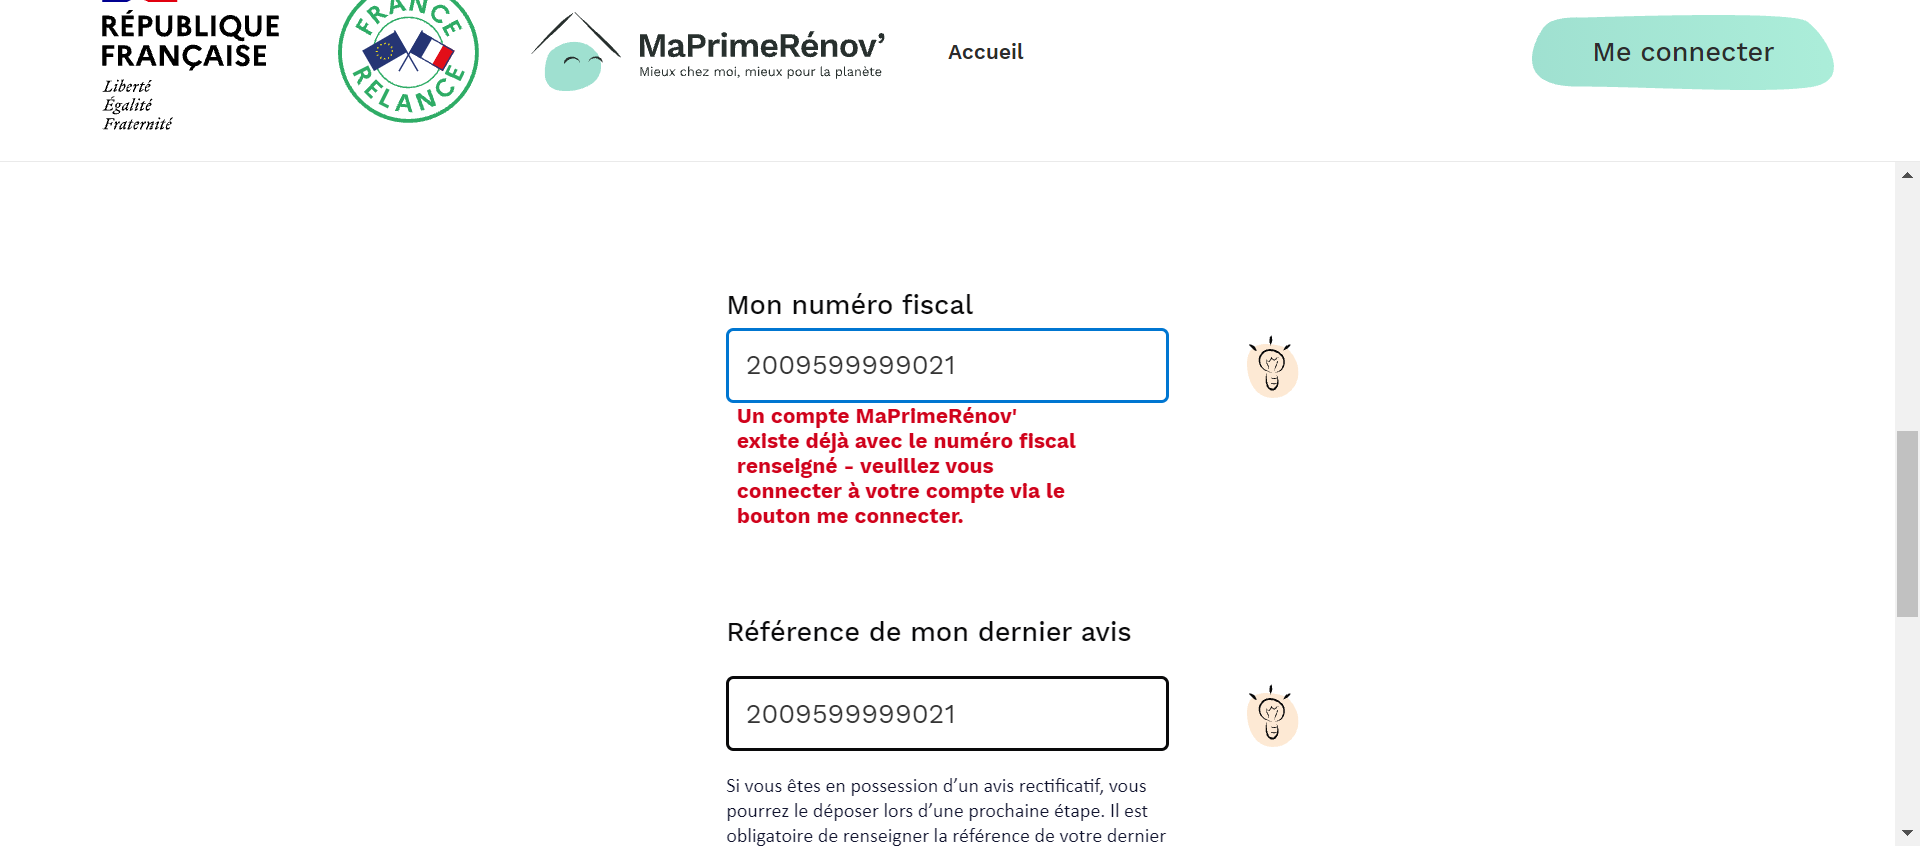 RÉPUBLIQUE
FRANÇAISE
Liberté
Égalité
Fraternité
FRANCE
RELANCE
MaPrimeRénov’
Mieux chez moi, mieux pour la planète
Accueil
Me connecter
Mon numéro fiscal
2009599999021
Un compte MaPrimeRénov'
existe déjà avec le numéro fiscal
renseigné - veuillez vous
connecter à votre compte via le
bouton me connecter.
Référence de mon dernier avis
2009599999021
Si vous êtes en possession d’un avis rectificatif, vous
pourrez le déposer lors d’une prochaine étape. Il est
obligatoire de renseigner la référence de votre dernier